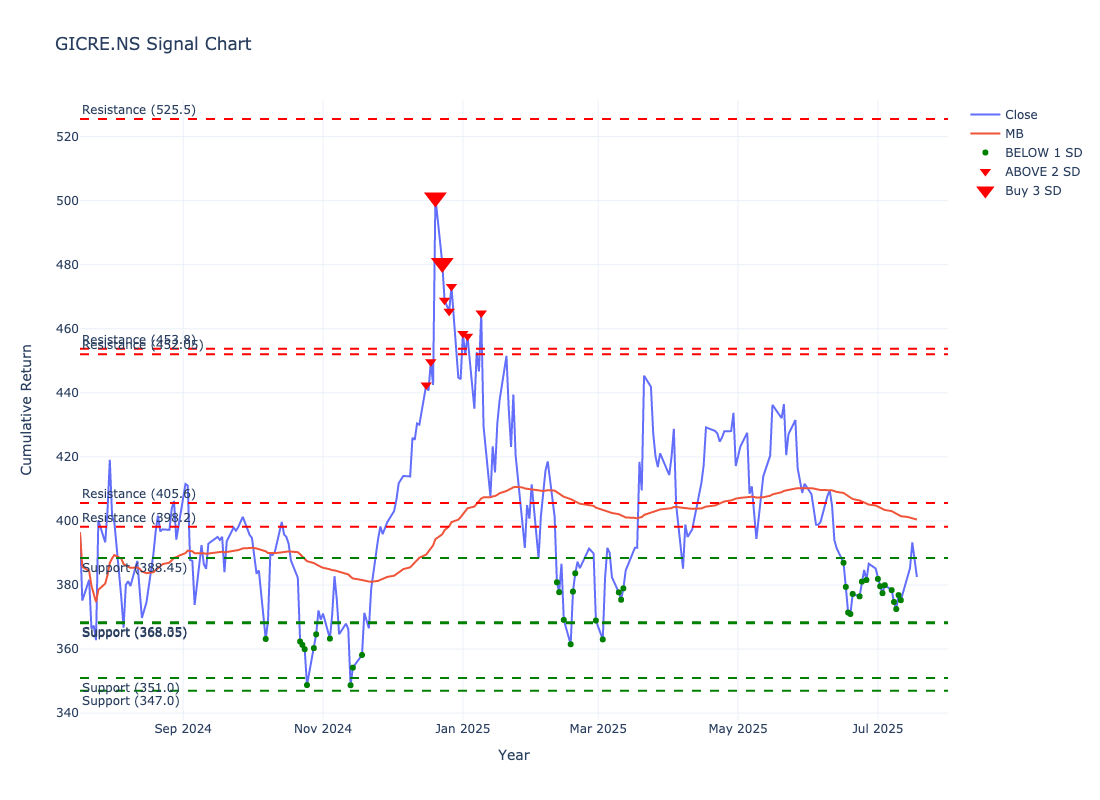 GICRE.NS Signal Chart
Resistance (525.5)
Resistance (453.8)
Resistance (452.05)
Resistance (405.6)
Resistance (398.2)
Support (388.45)
Support (351.0)
Support (347.0)
520
500
480
460
440
420
400
380
360
340
Cumulative Return
Sep 2024
Nov 2024
Jan 2025
Mar 2025
May 2025
Jul 2025
Year
Close
MB
BELOW 1 SD
ABOVE 2 SD
Buy 3 SD